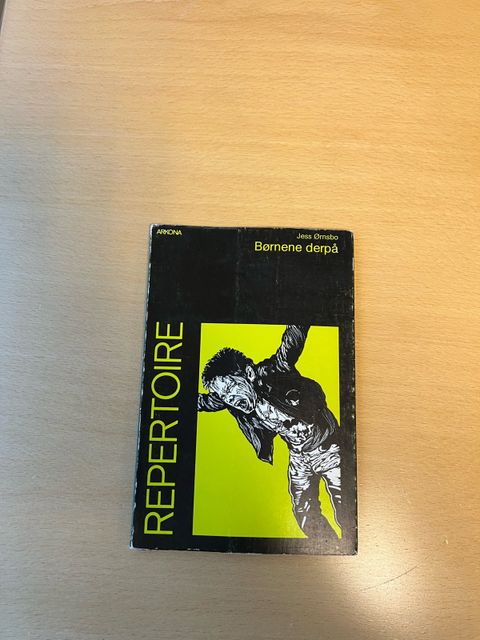 ARKONA
Jess Ørnsbo
Børnene derpå
REPERTOIRE